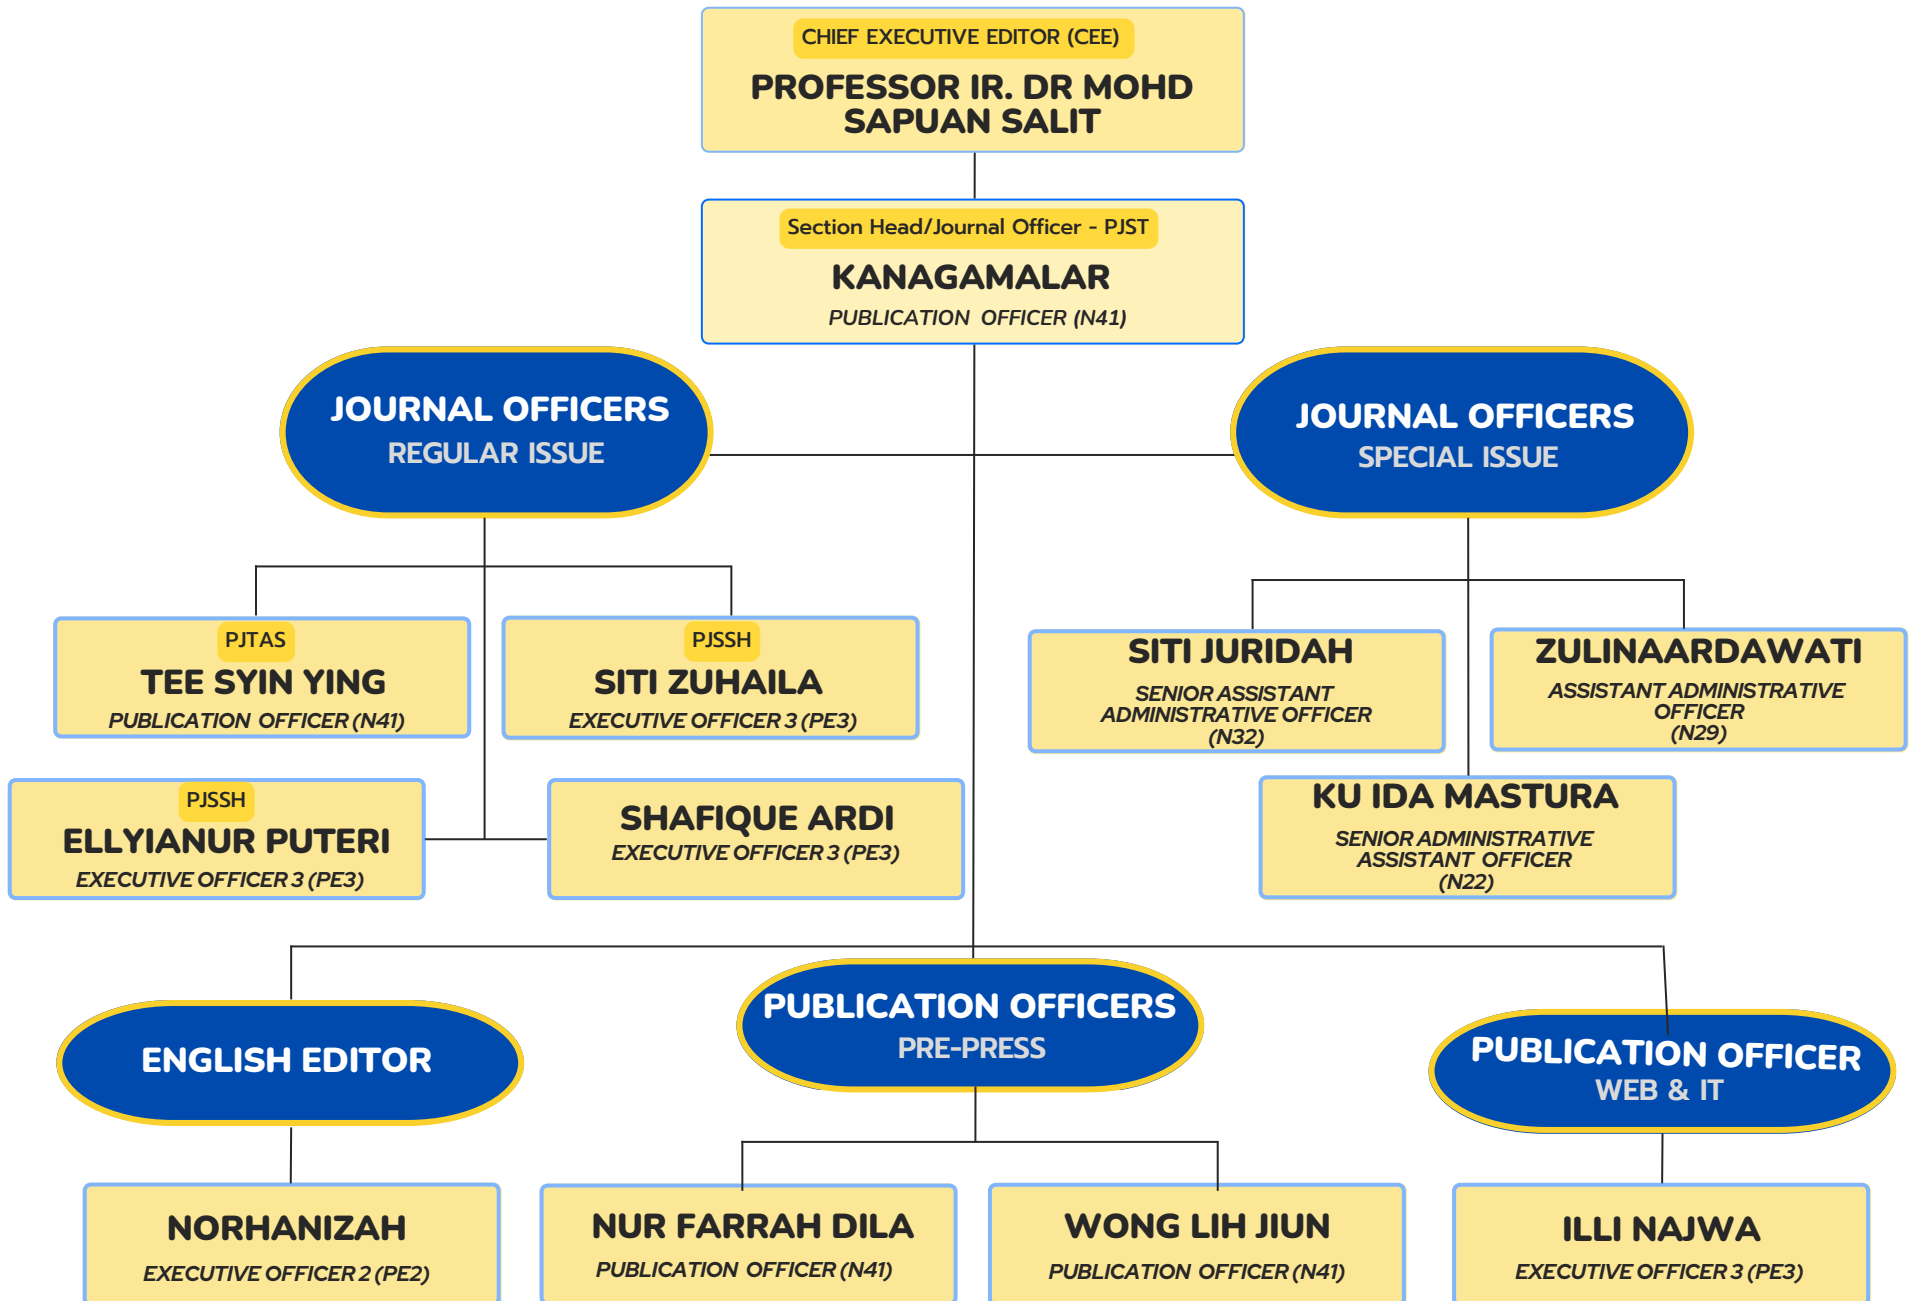 CHIEF EXECUTIVE EDITOR (CEE)
PROFESSOR IR. DR MOHD
SAPUAN SALIT
Section Head/Journal Officer - PJST
KANAGAMALAR
PUBLICATION OFFICER (N41)
JOURNAL OFFICERS
REGULAR ISSUE
JOURNAL OFFICERS
SPECIAL ISSUE
PJTAS
TEE SYIN YING
PUBLICATION OFFICER (N41)
PJSSH
SITI ZUHAILA
EXECUTIVE OFFICER 3 (PE3)
SITI JURIDAH
SENIOR ASSISTANT
ADMINISTRATIVE OFFICER
(N32)
ZULINAARDAWATI
ASSISTANT ADMINISTRATIVE
OFFICER
(N29)
PJSSH
ELLYIANUR PUTERI
EXECUTIVE OFFICER 3 (PE3)
SHAFIQUE ARDI
EXECUTIVE OFFICER 3 (PE3)
KU IDA MASTURA
SENIOR ADMINISTRATIVE
ASSISTANT OFFICER
(N22)
ENGLISH EDITOR
PUBLICATION OFFICERS
PRE-PRESS
PUBLICATION OFFICER
WEB & IT
NORHANIZAH
EXECUTIVE OFFICER 2 (PE2)
NUR FARRAH DILA
PUBLICATION OFFICER (N41)
WONG LIH JIUN
PUBLICATION OFFICER (N41)
ILLI NAJWA
EXECUTIVE OFFICER 3 (PE3)